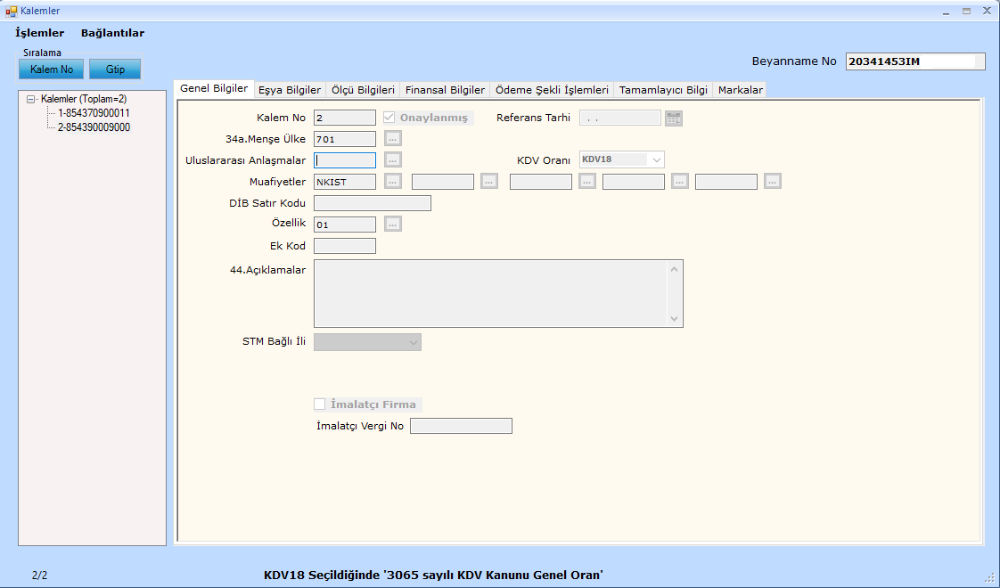 Kalemler
İşlemler Bağlantılar
Sıralama
Kalem No Gtip
Beyanname No 20341453IM
Kalemler (Toplam=2)
1-854370900011
2-854390009000
Genel Bilgiler Eşya Bilgiler Ölçü Bilgileri Finansal Bilgiler Ödeme Şekli İşlemleri Tamamlayıcı Bilgi Markalar
Kalem No 2 Onaylanmış Referans Tarhi . .
34a.Menşe Ülke 701 ...
Uluslararası Anlaşmalar ... KDV Oranı KDV18
Muafiyetler NKIST ... ... ... ... ...
DİB Satır Kodu
Özellik 01 ...
Ek Kod
44.Açıklamalar
STM Bağlı İli
İmalatçı Firma
İmalatçı Vergi No
2/2 KDV18 Seçildiğinde '3065 sayılı KDV Kanunu Genel Oran'